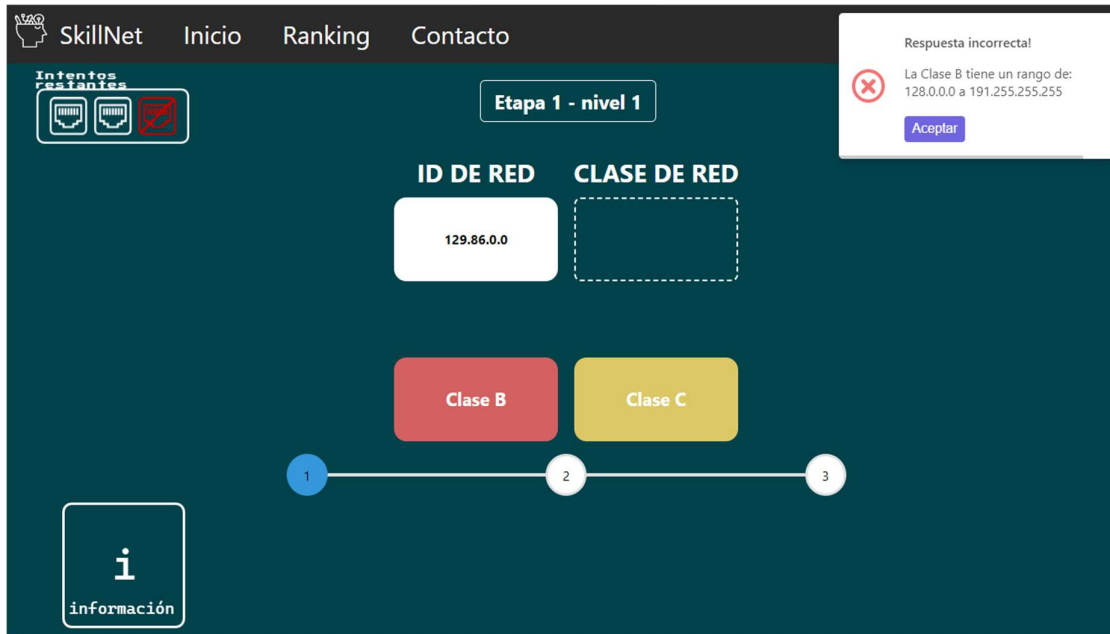 SkillNet Inicio Ranking Contacto
Intentos
restantes
Etapa 1 - nivel 1
Respuesta incorrecta!
La Clase B tiene un rango de:
128.0.0.0 a 191.255.255.255
Aceptar
ID DE RED CLASE DE RED
129.86.0.0
Clase B Clase C
1 2 3
i
información